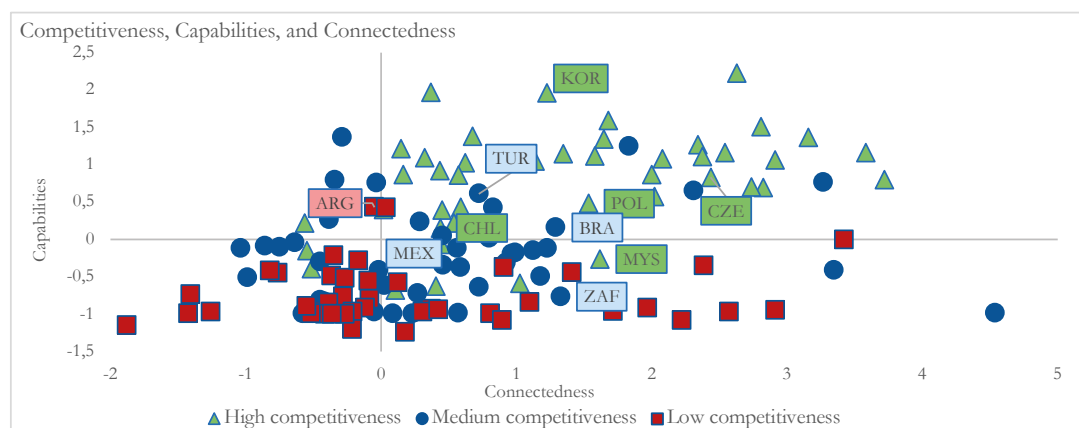 Competitiveness, Capabilities, and Connectedness
2,5
2
1,5
1
0,5
0
-0,5
-1
-1,5
Capabilities
KOR
TUR
ARG
CHL
POL
CZE
BRA
MEX
MYS
ZAF
-2 -1 0 1 2 3 4 5
Connectedness
High competitiveness Medium competitiveness Low competitiveness